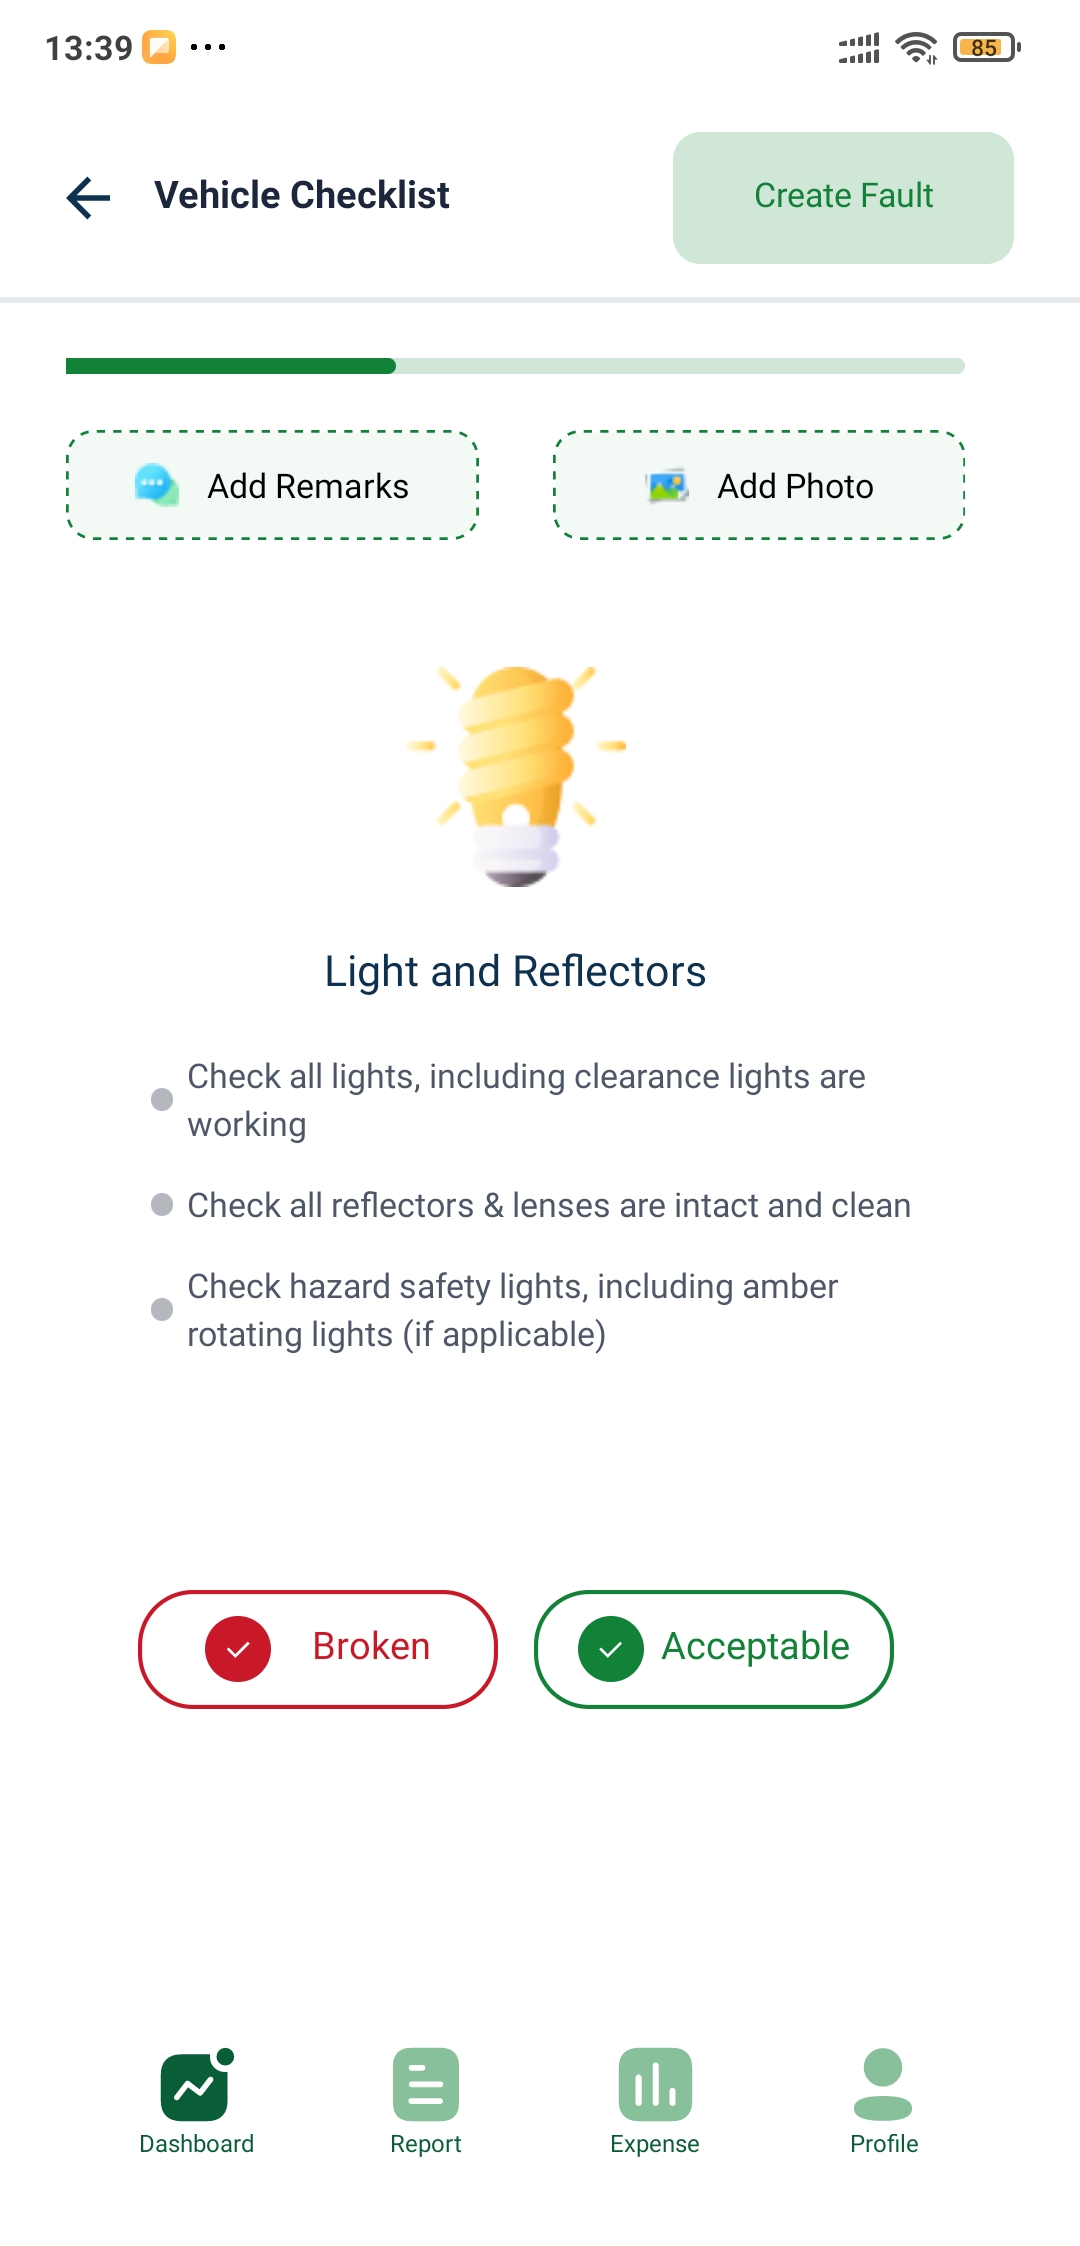 13:39
85
Vehicle Checklist
Create Fault
Add Remarks
Add Photo
Light and Reflectors
Check all lights, including clearance lights are
working
Check all reflectors & lenses are intact and clean
Check hazard safety lights, including amber
rotating lights (if applicable)
Broken
Acceptable
Dashboard
Report
Expense
Profile